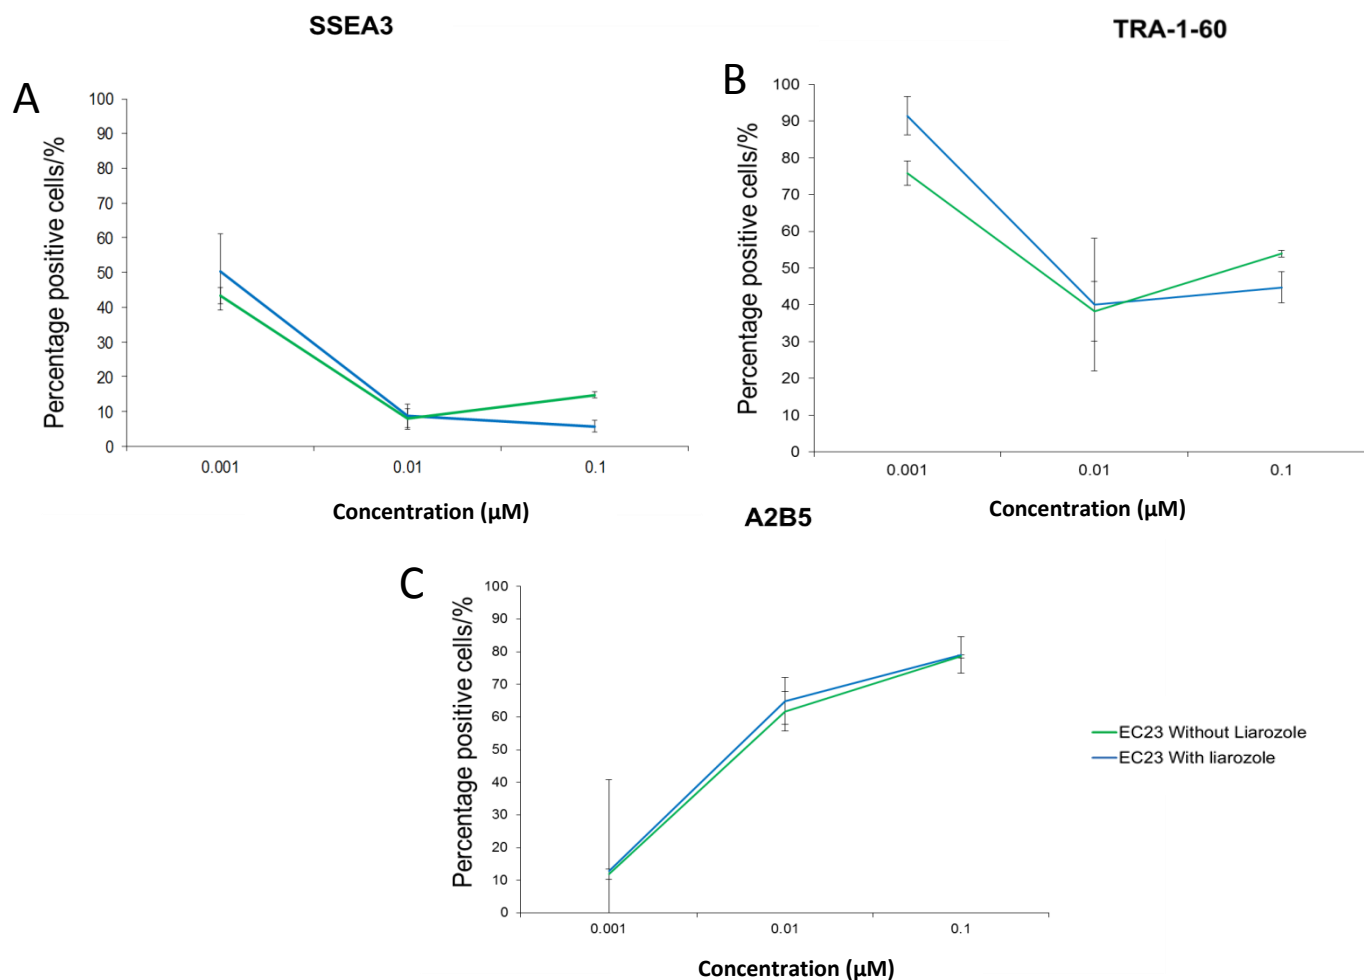 SSEA3
TRA-1-60
A
B
Percentage positive cells/%
100
90
80
70
60
50
40
30
20
10
0
0.001 0.01 0.1
Concentration (μM)
Percentage positive cells/%
100
90
80
70
60
50
40
30
20
10
0
0.001 0.01 0.1
Concentration (μM)
A2B5
C
Percentage positive cells/%
100
90
80
70
60
50
40
30
20
10
0
0.001 0.01 0.1
Concentration (μM)
EC23 Without Liarozole
EC23 With liarozole